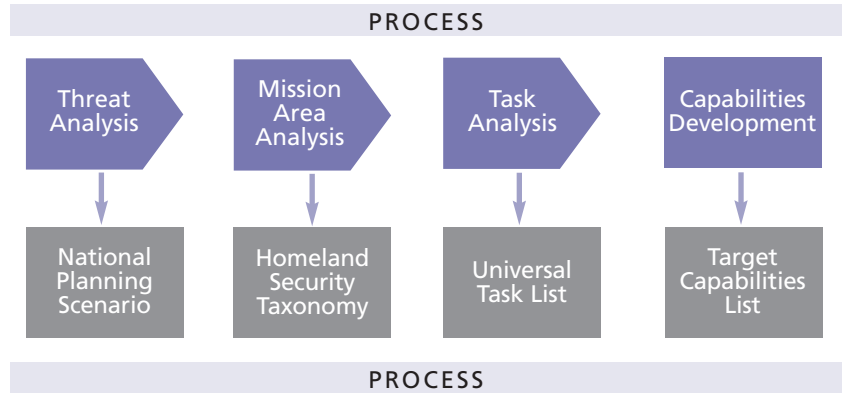 PROCESS
Threat
Analysis
Mission
Area
Analysis
Task
Analysis
Capabilities
Development
National
Planning
Scenario
Homeland
Security
Taxonomy
Universal
Task List
Target
Capabilities
List
PROCESS